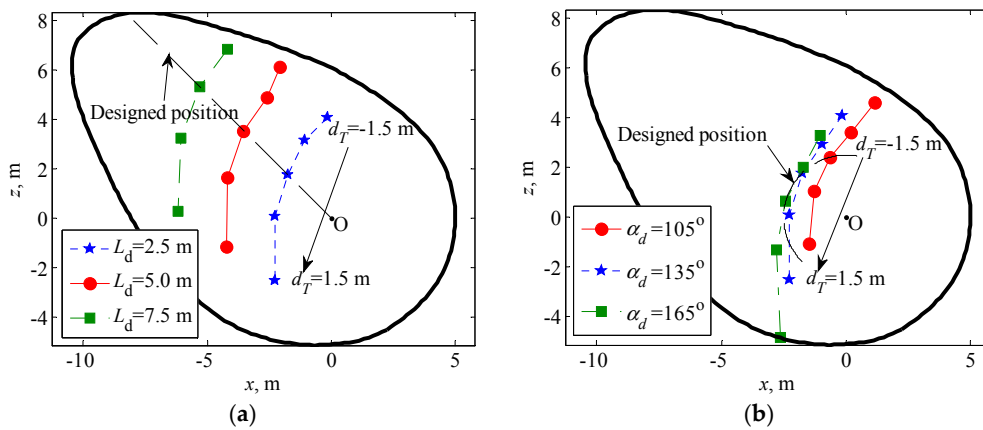 8
6
4
2
0
-2
-4
z, m
-10
-5
0
5
x, m
Designed position
d_T=-1.5 m
O
d_T=1.5 m
L_d=2.5 m
L_d=5.0 m
L_d=7.5 m
(a)
8
6
4
2
0
-2
-4
z, m
-10
-5
0
5
x, m
Designed position
d_T=-1.5 m
O
d_T=1.5 m
α_d=105°
α_d=135°
α_d=165°
(b)